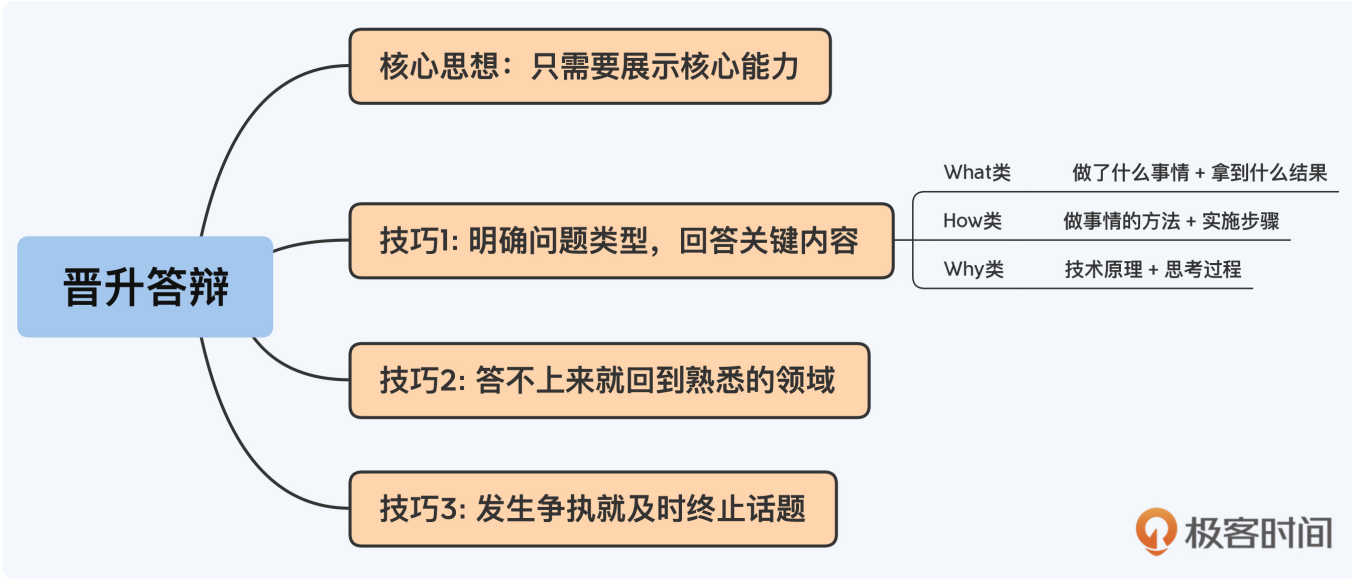 核心思想：只需要展示核心能力
What类 做了什么事情 + 拿到什么结果
技巧1: 明确问题类型，回答关键内容
How类 做事情的方法 + 实施步骤
Why类 技术原理 + 思考过程
晋升答辩
技巧2: 答不上来就回到熟悉的领域
技巧3: 发生争执就及时终止话题
极客时间